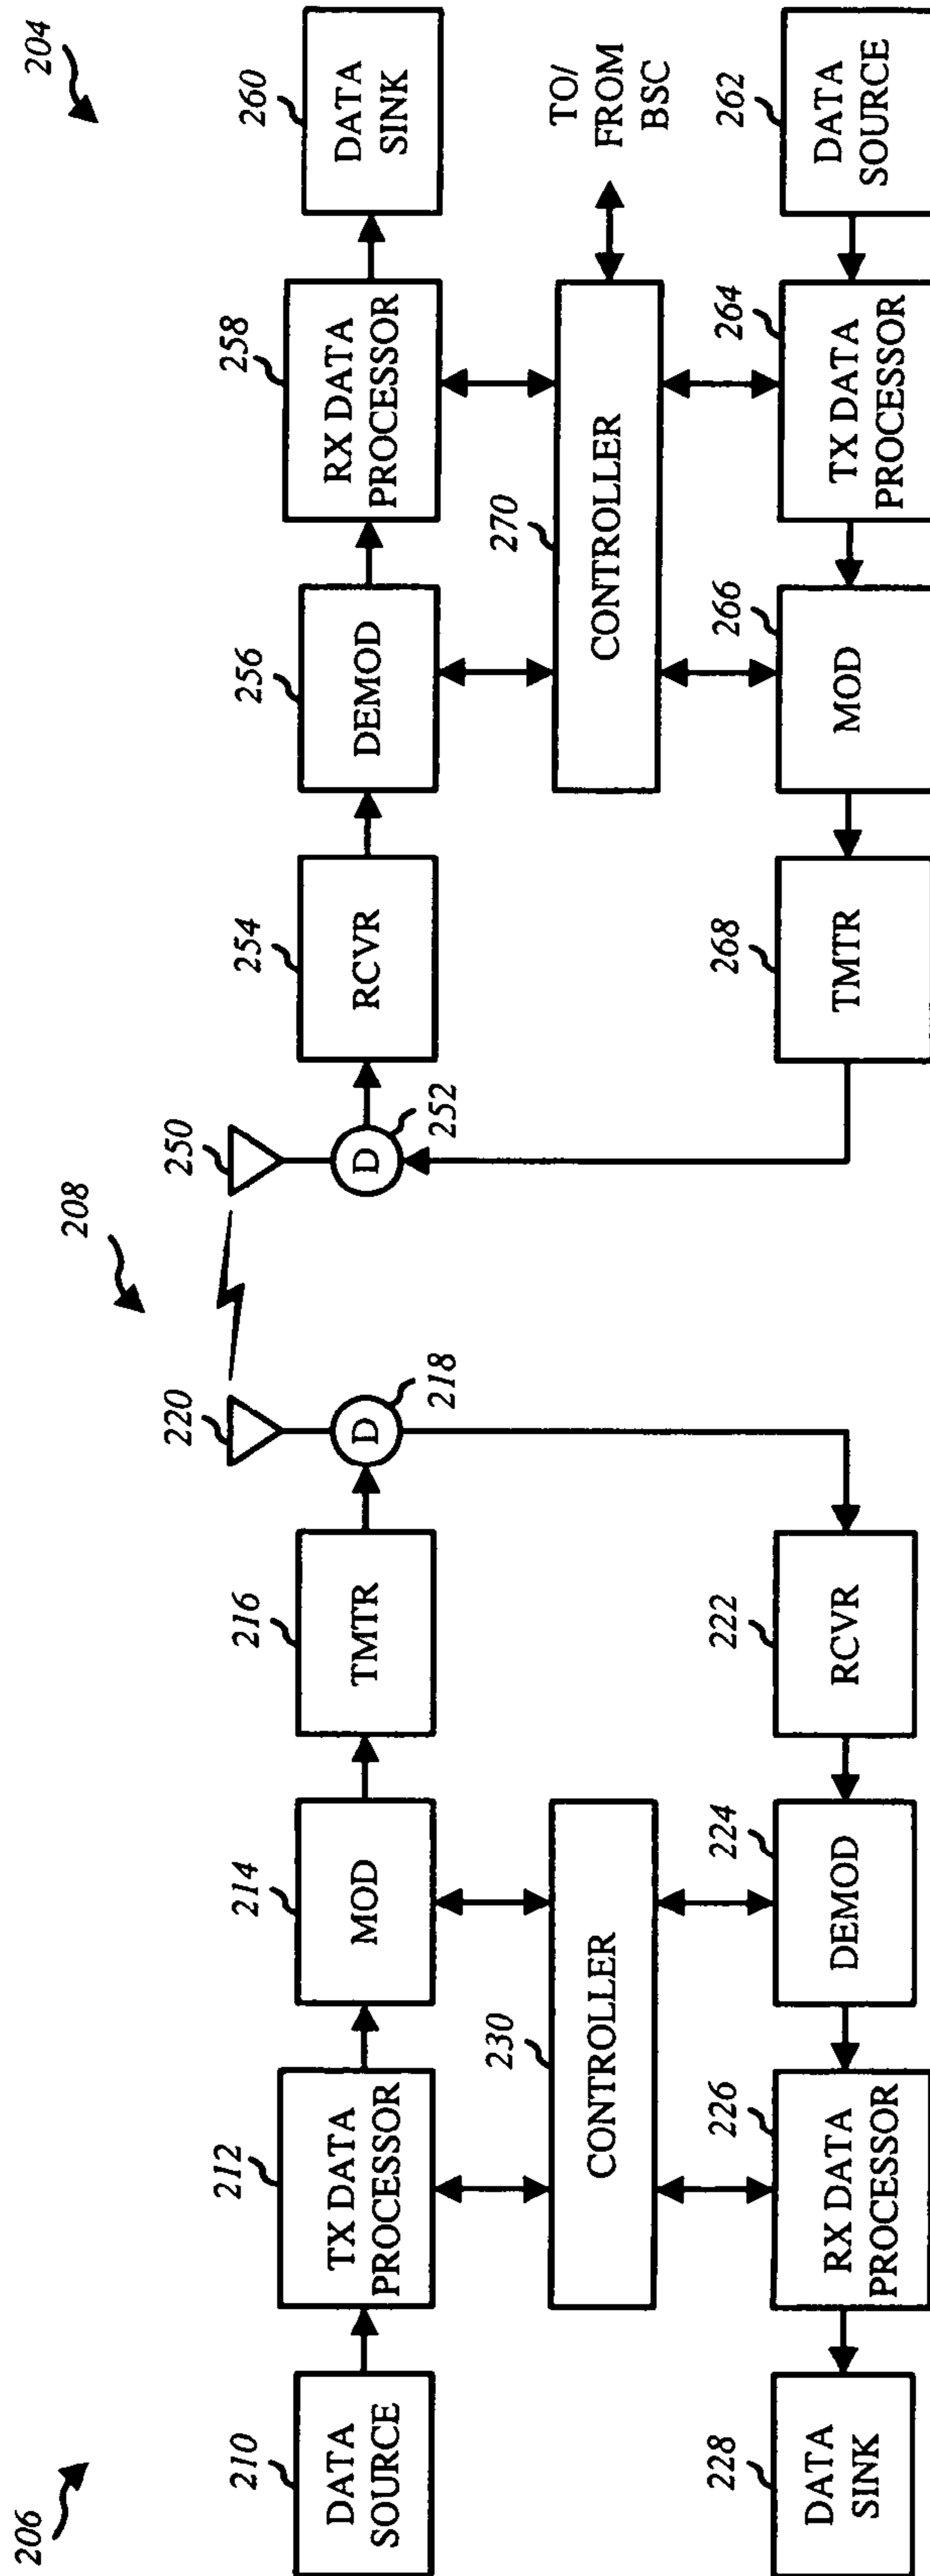 206
208
204
210
DATA
SOURCE
212
TX DATA
PROCESSOR
214
MOD
216
TMTR
220
D
218
250
D
252
254
RCVR
256
DEMOD
258
RX DATA
PROCESSOR
260
DATA
SINK
230
CONTROLLER
270
CONTROLLER
TO/
FROM
BSC
228
DATA
SINK
226
RX DATA
PROCESSOR
224
DEMOD
222
RCVR
268
TMTR
266
MOD
264
TX DATA
PROCESSOR
262
DATA
SOURCE